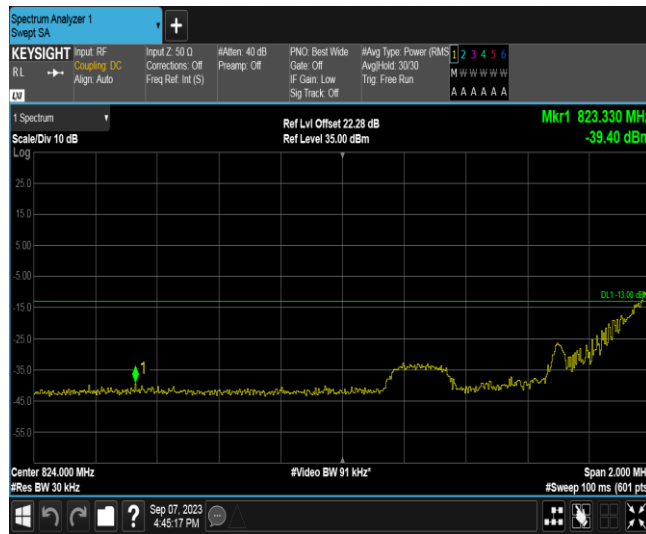 Spectrum Analyzer 1
Swept SA
+
KEYSIGHT
RL
LXI
Input: RF
Coupling: DC
Align: Auto
Input Z: 50 Ω
Corrections: Off
Freq Ref: Int (S)
#Atten: 40 dB
Preamp: Off
PNO: Best Wide
Gate: Off
IF Gain: Low
Sig Track: Off
#Avg Type: Power (RMS
Avg|Hold: 30/30
Trig: Free Run
1 2 3 4 5 6
M W W W W W
A A A A A A
1 Spectrum
Scale/Div 10 dB
Ref Lvl Offset 22.28 dB
Ref Level 35.00 dBm
Mkr1 823.330 MHz
-39.40 dBm
Log
25.0
15.0
5.00
-5.00
-15.0
-25.0
-35.0
-45.0
-55.0
DL1 -13.00 dBm
1
Center 824.000 MHz
#Res BW 30 kHz
#Video BW 91 kHz*
Span 2.000 MHz
#Sweep 100 ms (601 pts)
?
Sep 07, 2023
4:45:17 PM